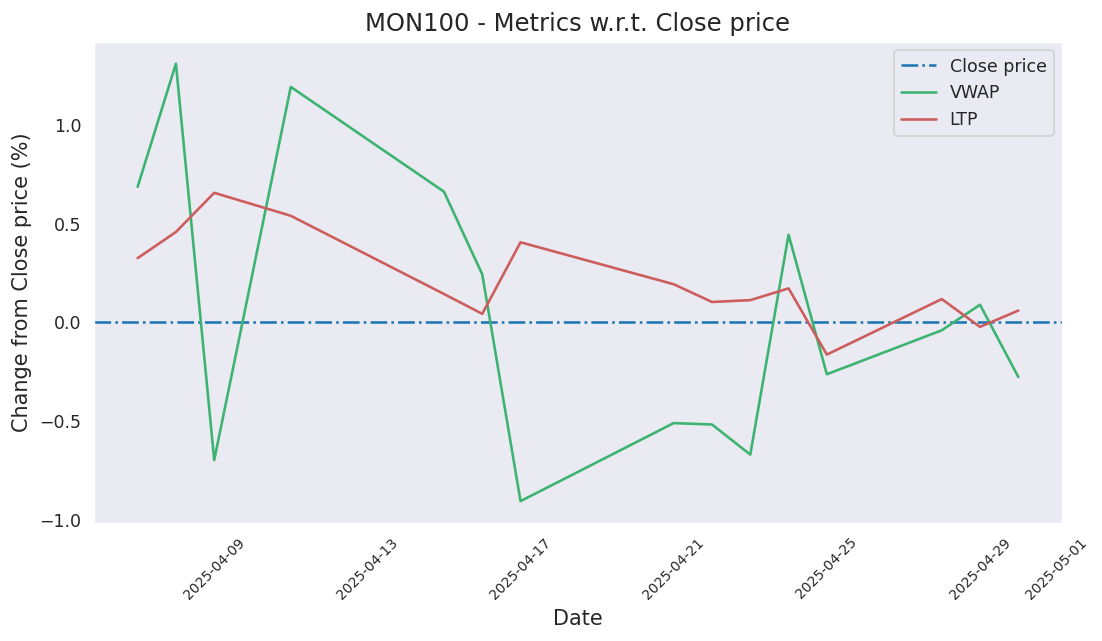 MON100 - Metrics w.r.t. Close price
Close price
VWAP
LTP
Change from Close price (%)
1.0
0.5
0.0
−0.5
−1.0
2025-04-09
2025-04-13
2025-04-17
2025-04-21
2025-04-25
2025-04-29
2025-05-01
Date